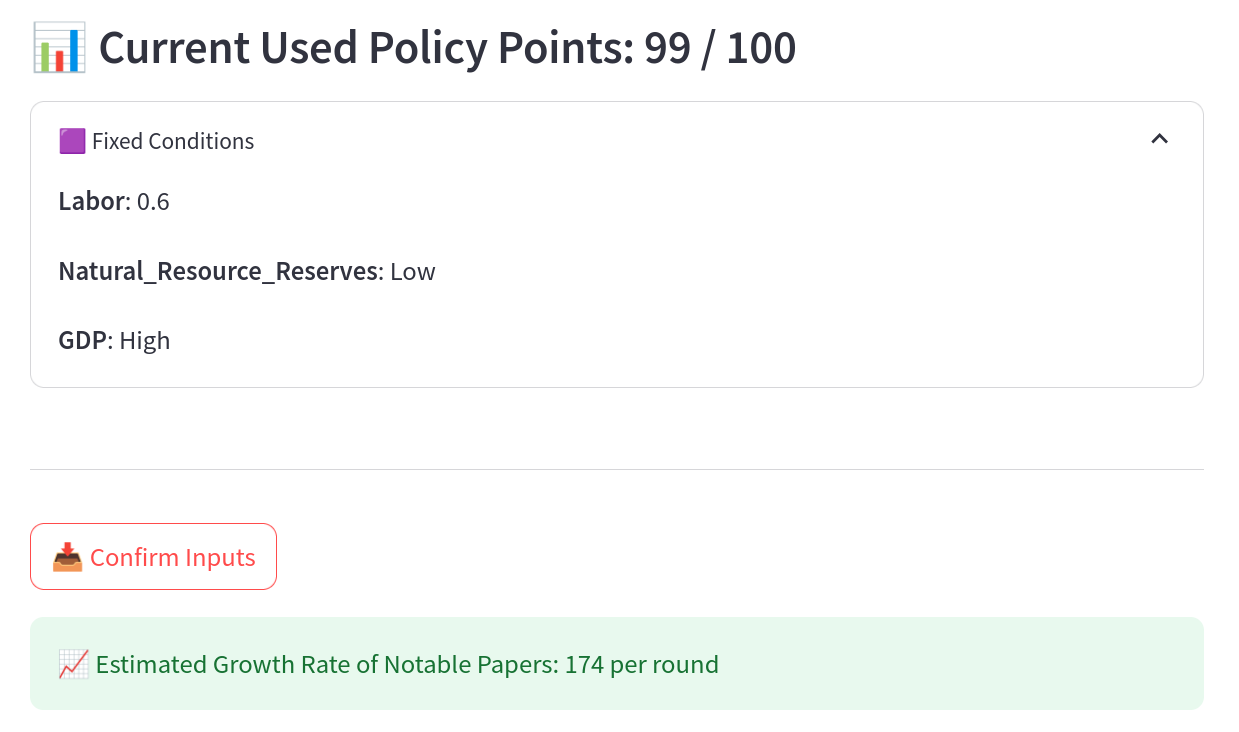 📊 Current Used Policy Points: 99 / 100
🟪 Fixed Conditions
Labor: 0.6
Natural_Resource_Reserves: Low
GDP: High
📥 Confirm Inputs
📈 Estimated Growth Rate of Notable Papers: 174 per round